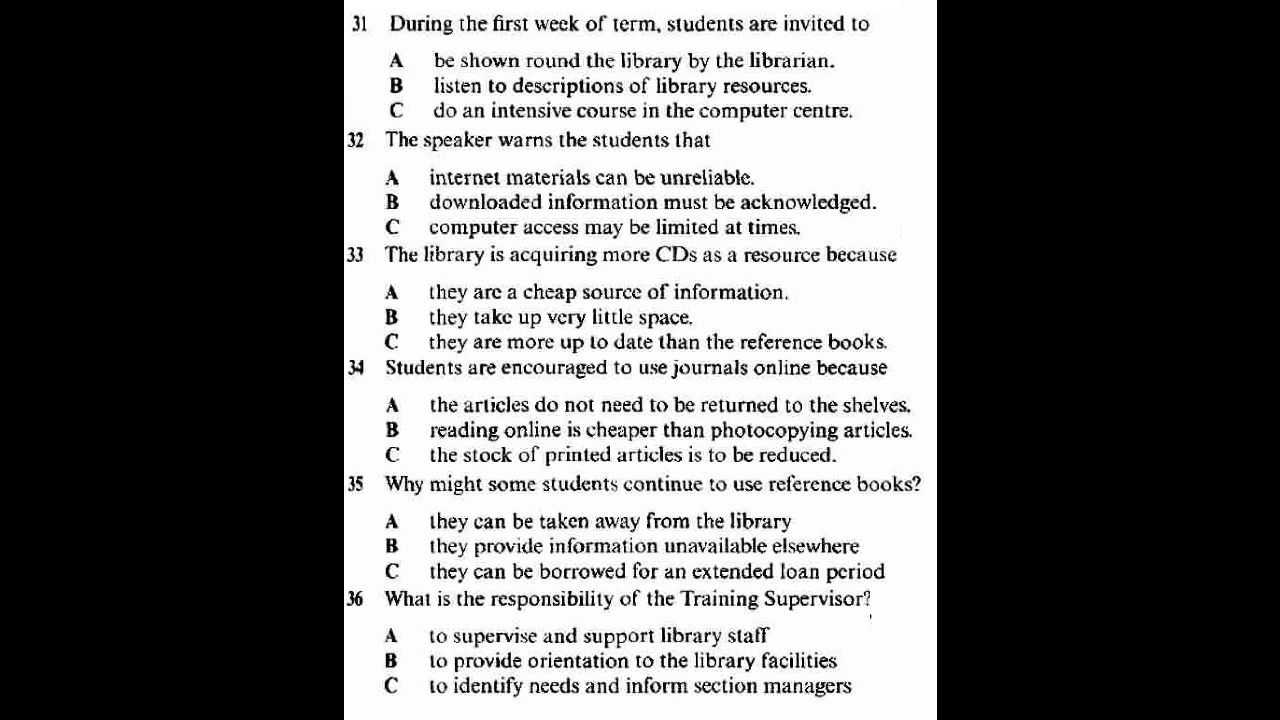 31 During the first week of term, students are invited to
A be shown round the library by the librarian.
B listen to descriptions of library resources.
C do an intensive course in the computer centre.
32 The speaker warns the students that
A internet materials can be unreliable.
B downloaded information must be acknowledged.
C computer access may be limited at times.
33 The library is acquiring more CDs as a resource because
A they are a cheap source of information.
B they take up very little space.
C they are more up to date than the reference books.
34 Students are encouraged to use journals online because
A the articles do not need to be returned to the shelves.
B reading online is cheaper than photocopying articles.
C the stock of printed articles is to be reduced.
35 Why might some students continue to use reference books?
A they can be taken away from the library
B they provide information unavailable elsewhere
C they can be borrowed for an extended loan period
36 What is the responsibility of the Training Supervisor?
A to supervise and support library staff
B to provide orientation to the library facilities
C to identify needs and inform section managers